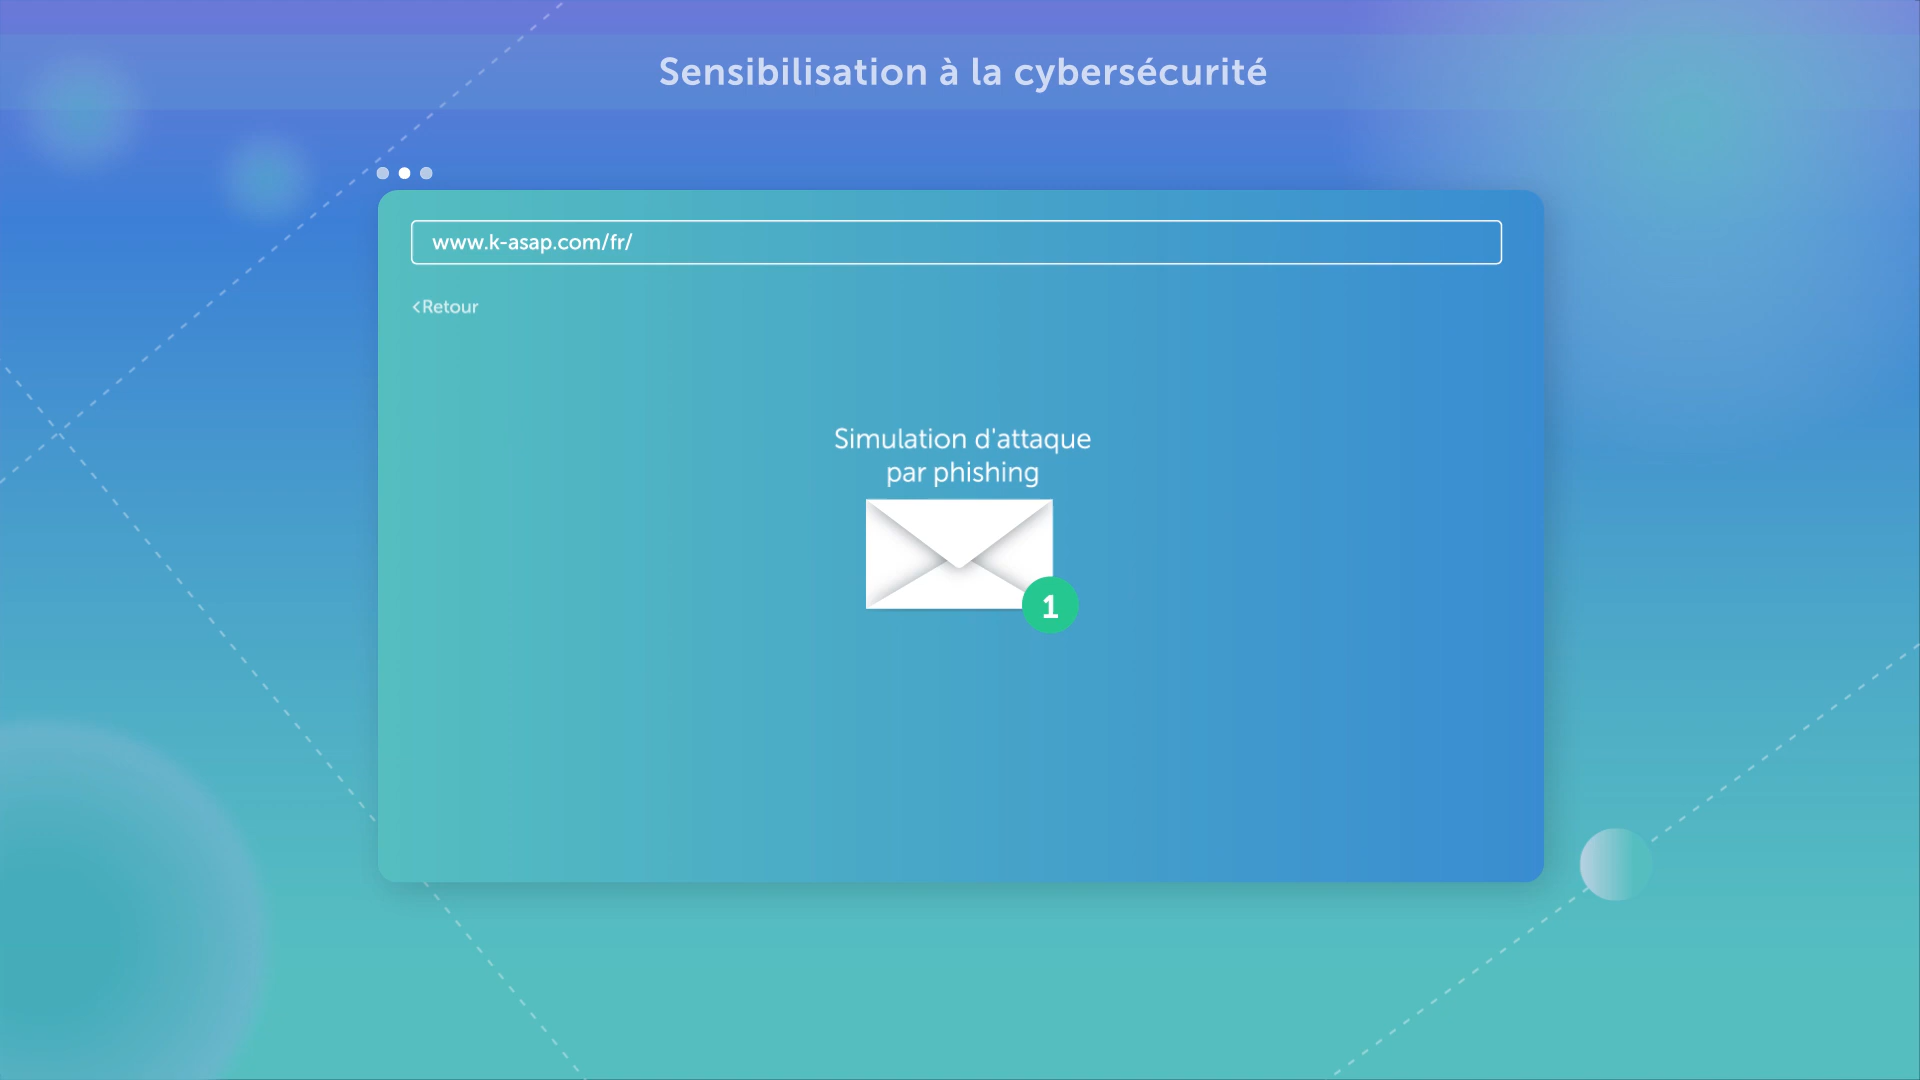 Sensibilisation à la cybersécurité
www.k-asap.com/fr/
<Retour
Simulation d'attaque
par phishing
1